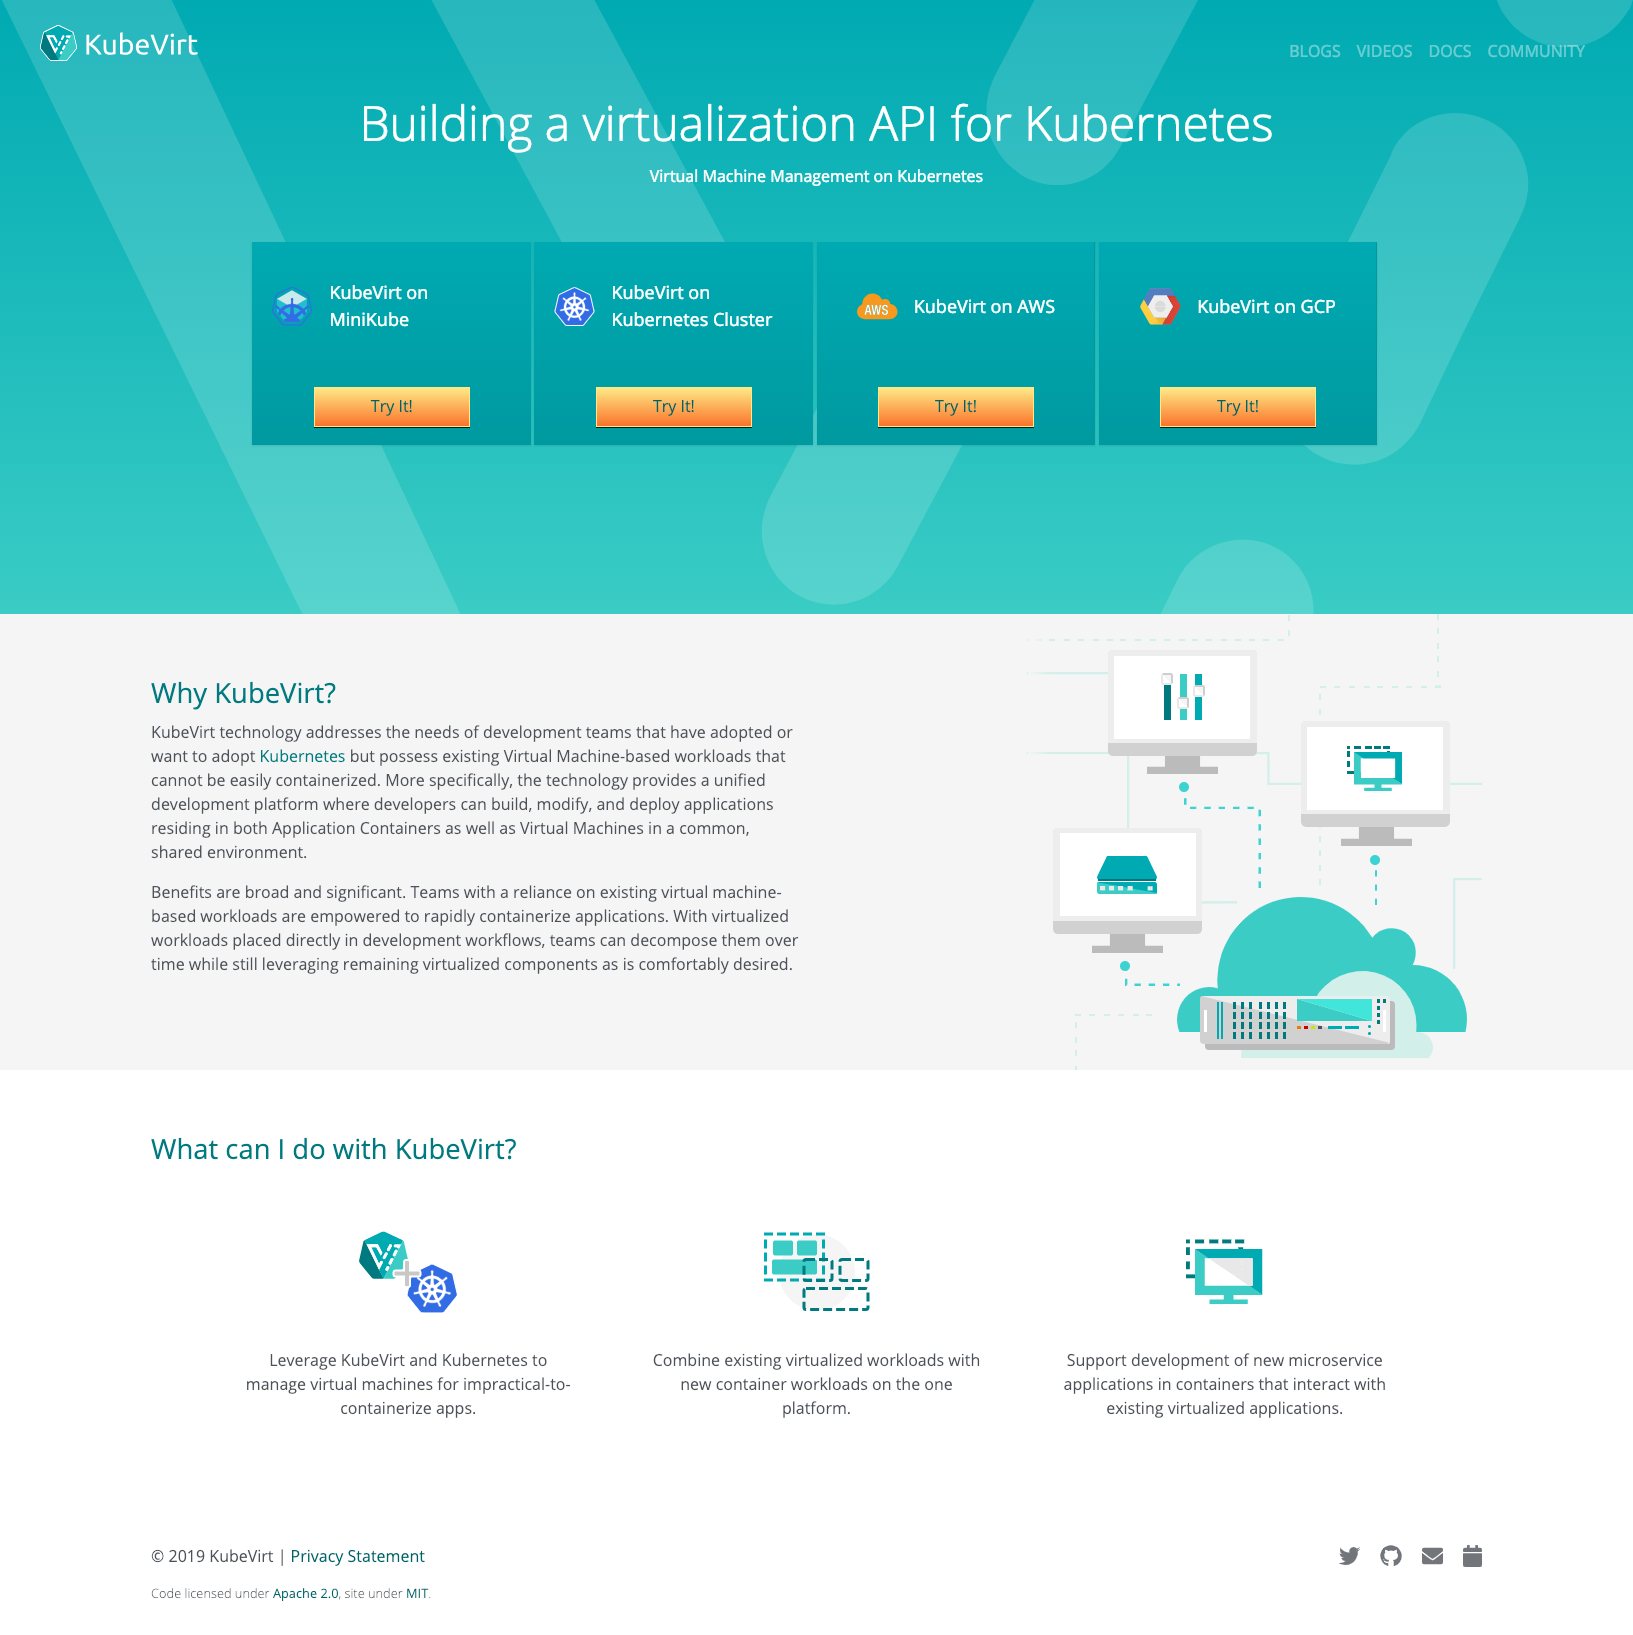 KubeVirt
BLOGS VIDEOS DOCS COMMUNITY
Building a virtualization API for Kubernetes
Virtual Machine Management on Kubernetes
KubeVirt on
MiniKube
Try It!
KubeVirt on
Kubernetes Cluster
Try It!
AWS
KubeVirt on AWS
Try It!
KubeVirt on GCP
Try It!
Why KubeVirt?
KubeVirt technology addresses the needs of development teams that have adopted or
want to adopt Kubernetes but possess existing Virtual Machine-based workloads that
cannot be easily containerized. More specifically, the technology provides a unified
development platform where developers can build, modify, and deploy applications
residing in both Application Containers as well as Virtual Machines in a common,
shared environment.
Benefits are broad and significant. Teams with a reliance on existing virtual machine-
based workloads are empowered to rapidly containerize applications. With virtualized
workloads placed directly in development workflows, teams can decompose them over
time while still leveraging remaining virtualized components as is comfortably desired.
What can I do with KubeVirt?
Leverage KubeVirt and Kubernetes to
manage virtual machines for impractical-to-
containerize apps.
Combine existing virtualized workloads with
new container workloads on the one
platform.
Support development of new microservice
applications in containers that interact with
existing virtualized applications.
© 2019 KubeVirt | Privacy Statement
Code licensed under Apache 2.0, site under MIT.